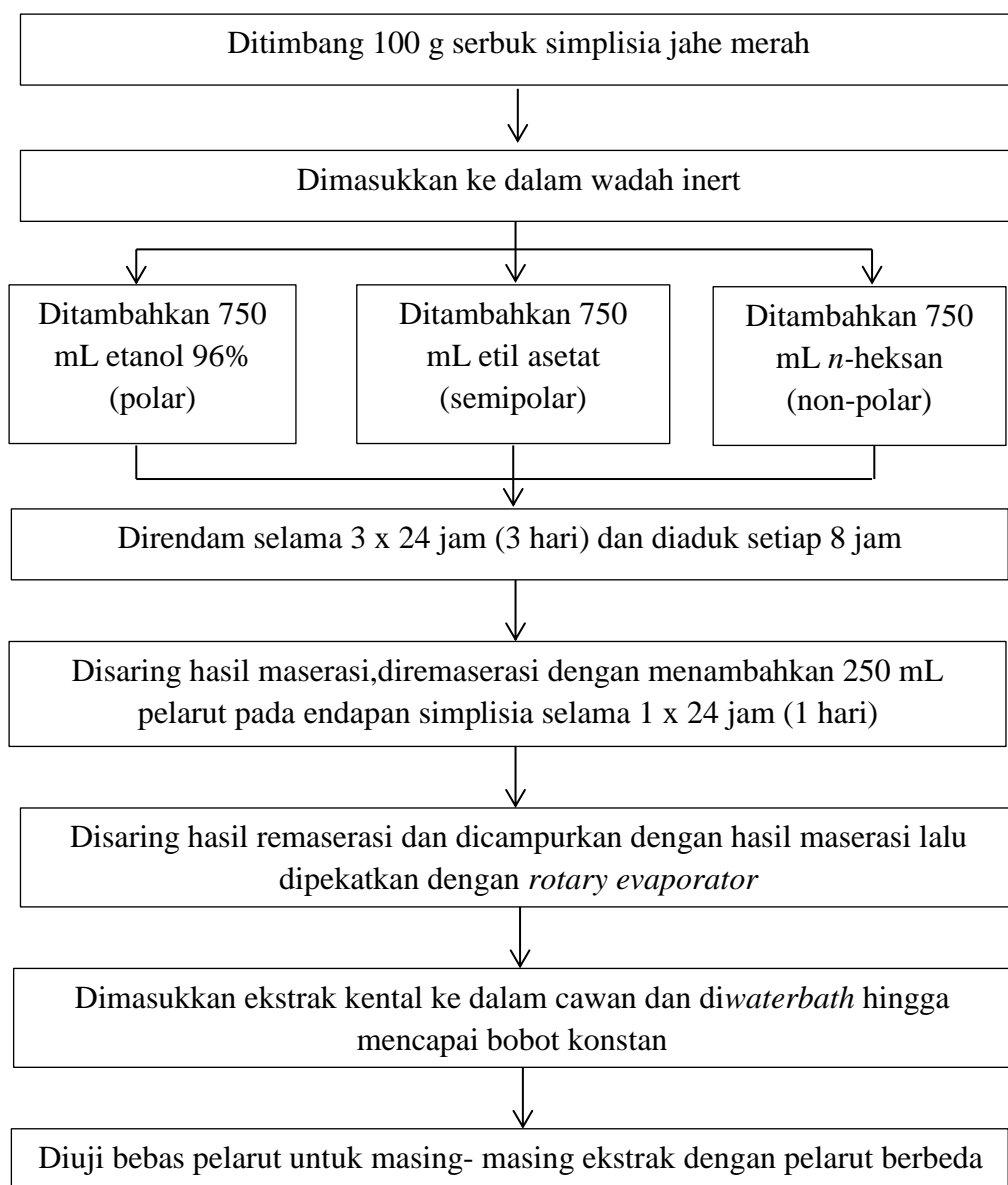 Ditimbang 100 g serbuk simplisia jahe merah
Dimasukkan ke dalam wadah inert
Ditambahkan 750
mL etanol 96%
(polar)
Ditambahkan 750
mL etil asetat
(semipolar)
Ditambahkan 750
mL n-heksan
(non-polar)
Direndam selama 3 x 24 jam (3 hari) dan diaduk setiap 8 jam
Disaring hasil maserasi,diremaserasi dengan menambahkan 250 mL
pelarut pada endapan simplisia selama 1 x 24 jam (1 hari)
Disaring hasil remaserasi dan dicampurkan dengan hasil maserasi lalu
dipekatkan dengan rotary evaporator
Dimasukkan ekstrak kental ke dalam cawan dan diwaterbath hingga
mencapai bobot konstan
Diuji bebas pelarut untuk masing- masing ekstrak dengan pelarut berbeda